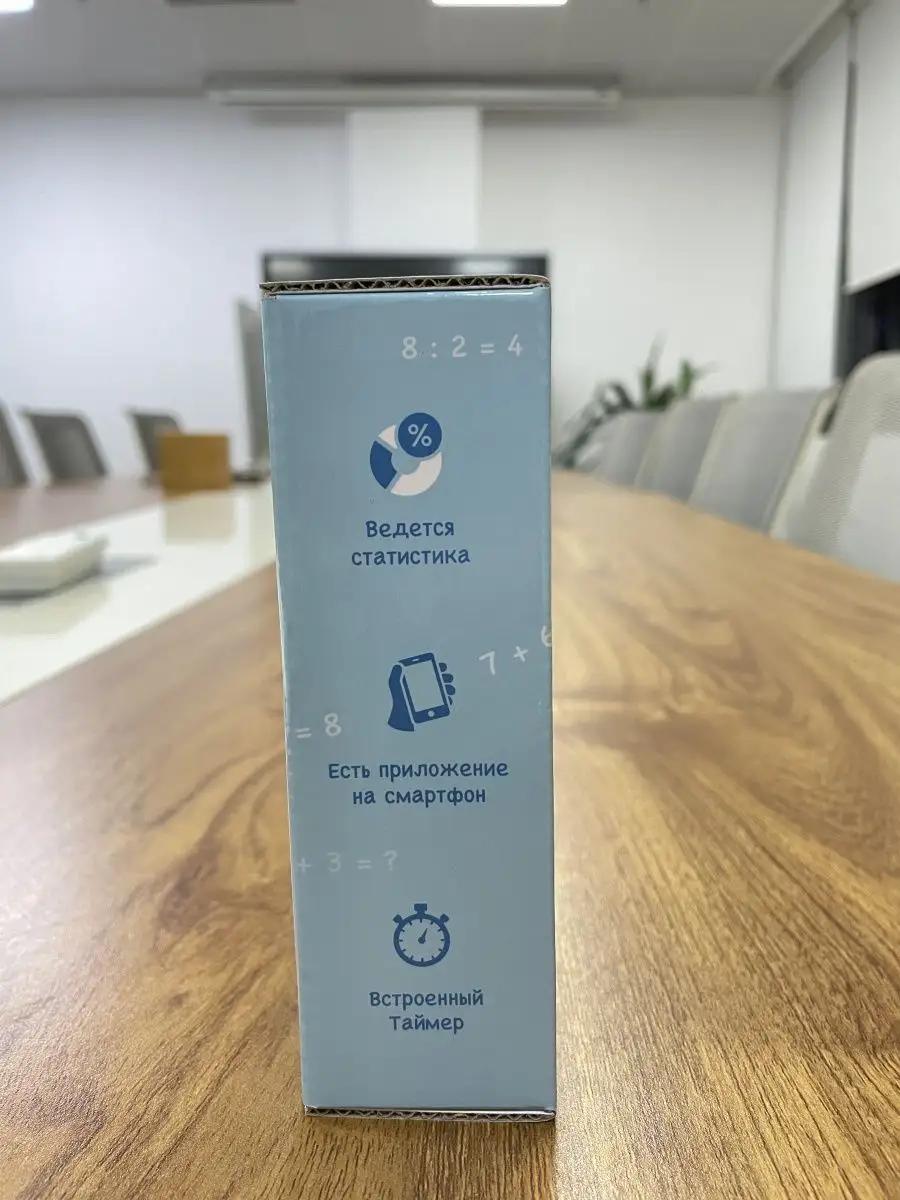 8 : 2 = 4
%
Ведется
статистика
7 + 6
= 8
Есть приложение
на смартфон
+ 3 = ?
Встроенный
Таймер